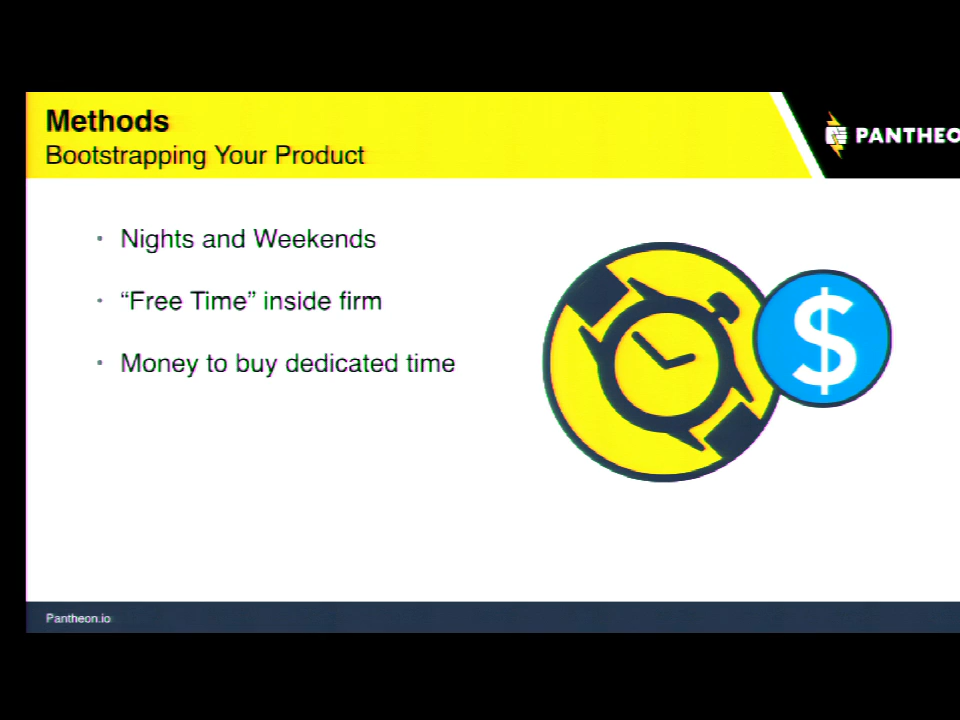 Methods
Bootstrapping Your Product
PANTHEO
• Nights and Weekends
• “Free Time” inside firm
• Money to buy dedicated time
$
Pantheon.io